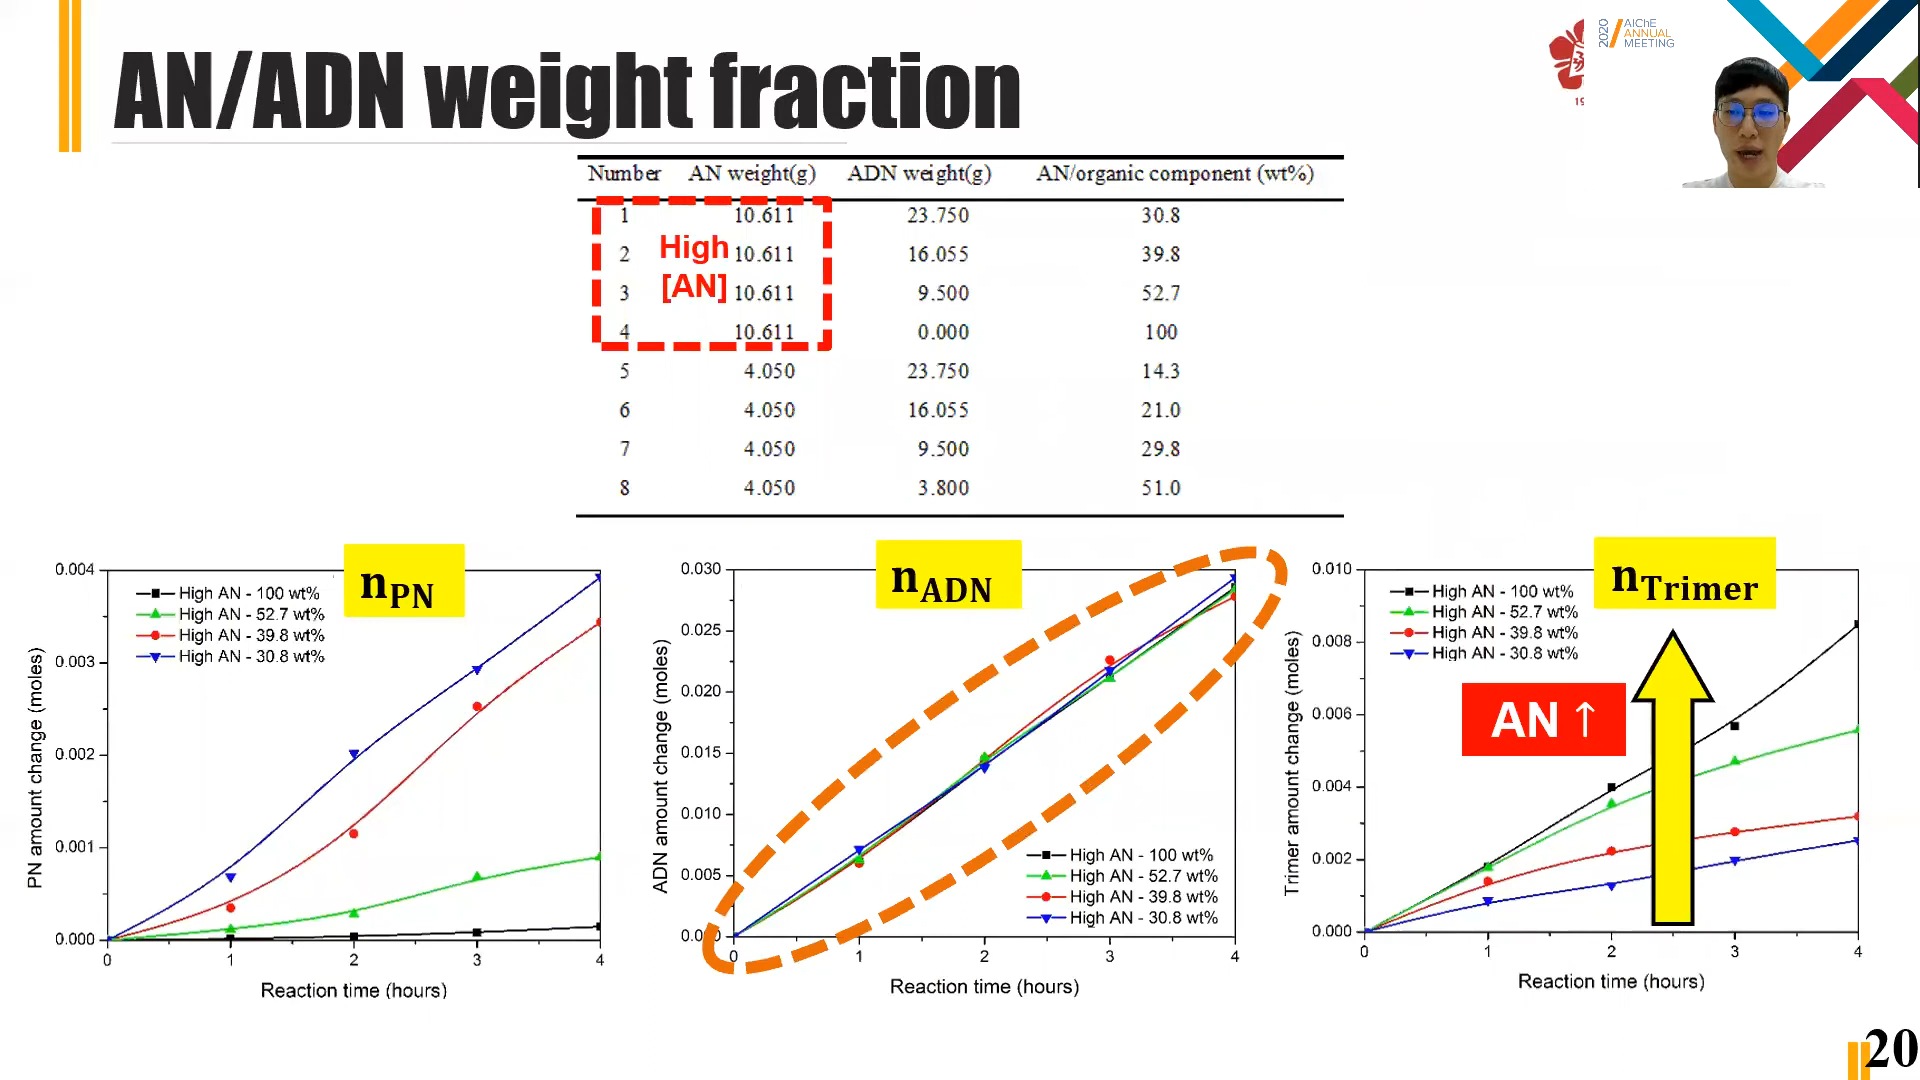 AN/ADN weight fraction
2020 AIChE ANNUAL MEETING
19
Number AN weight(g) ADN weight(g) AN/organic component (wt%)
1 10.611 23.750 30.8
2 10.611 16.055 39.8
3 10.611 9.500 52.7
4 10.611 0.000 100
5 4.050 23.750 14.3
6 4.050 16.055 21.0
7 4.050 9.500 29.8
8 4.050 3.800 51.0
High
[AN]
nPN
High AN - 100 wt%
High AN - 52.7 wt%
High AN - 39.8 wt%
High AN - 30.8 wt%
PN amount change (moles)
0.004
0.003
0.002
0.001
0.000
0 1 2 3 4
Reaction time (hours)
nADN
ADN amount change (moles)
0.030
0.025
0.020
0.015
0.010
0.005
High AN - 100 wt%
High AN - 52.7 wt%
High AN - 39.8 wt%
High AN - 30.8 wt%
0 1 2 3 4
Reaction time (hours)
nTrimer
High AN - 100 wt%
High AN - 52.7 wt%
High AN - 39.8 wt%
High AN - 30.8 wt%
AN ↑
Trimer amount change (moles)
0.010
0.008
0.006
0.004
0.002
0.000
0 1 2 3 4
Reaction time (hours)
20